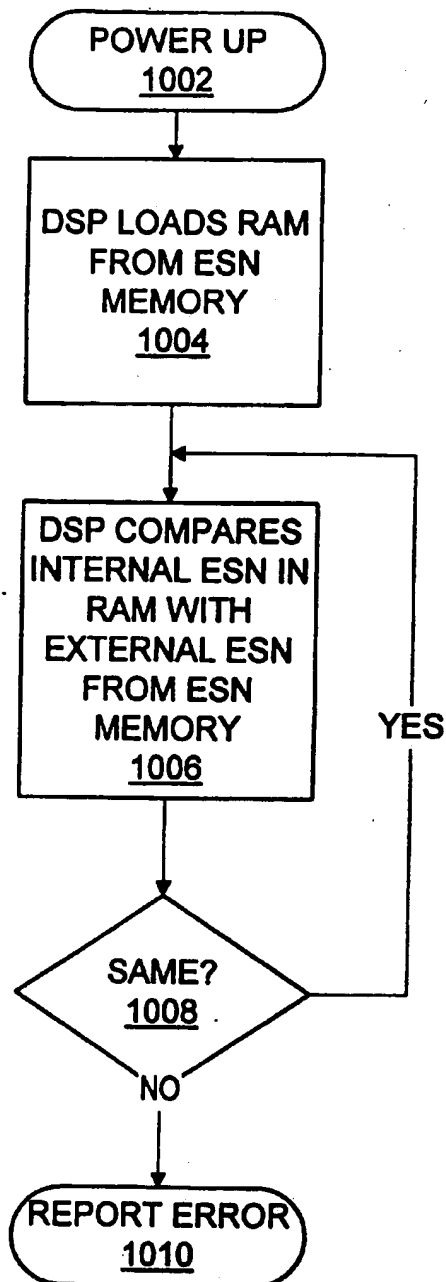 POWER UP
1002
DSP LOADS RAM
FROM ESN
MEMORY
1004
DSP COMPARES
INTERNAL ESN IN
RAM WITH
EXTERNAL ESN
FROM ESN
MEMORY
1006
YES
SAME?
1008
NO
REPORT ERROR
1010